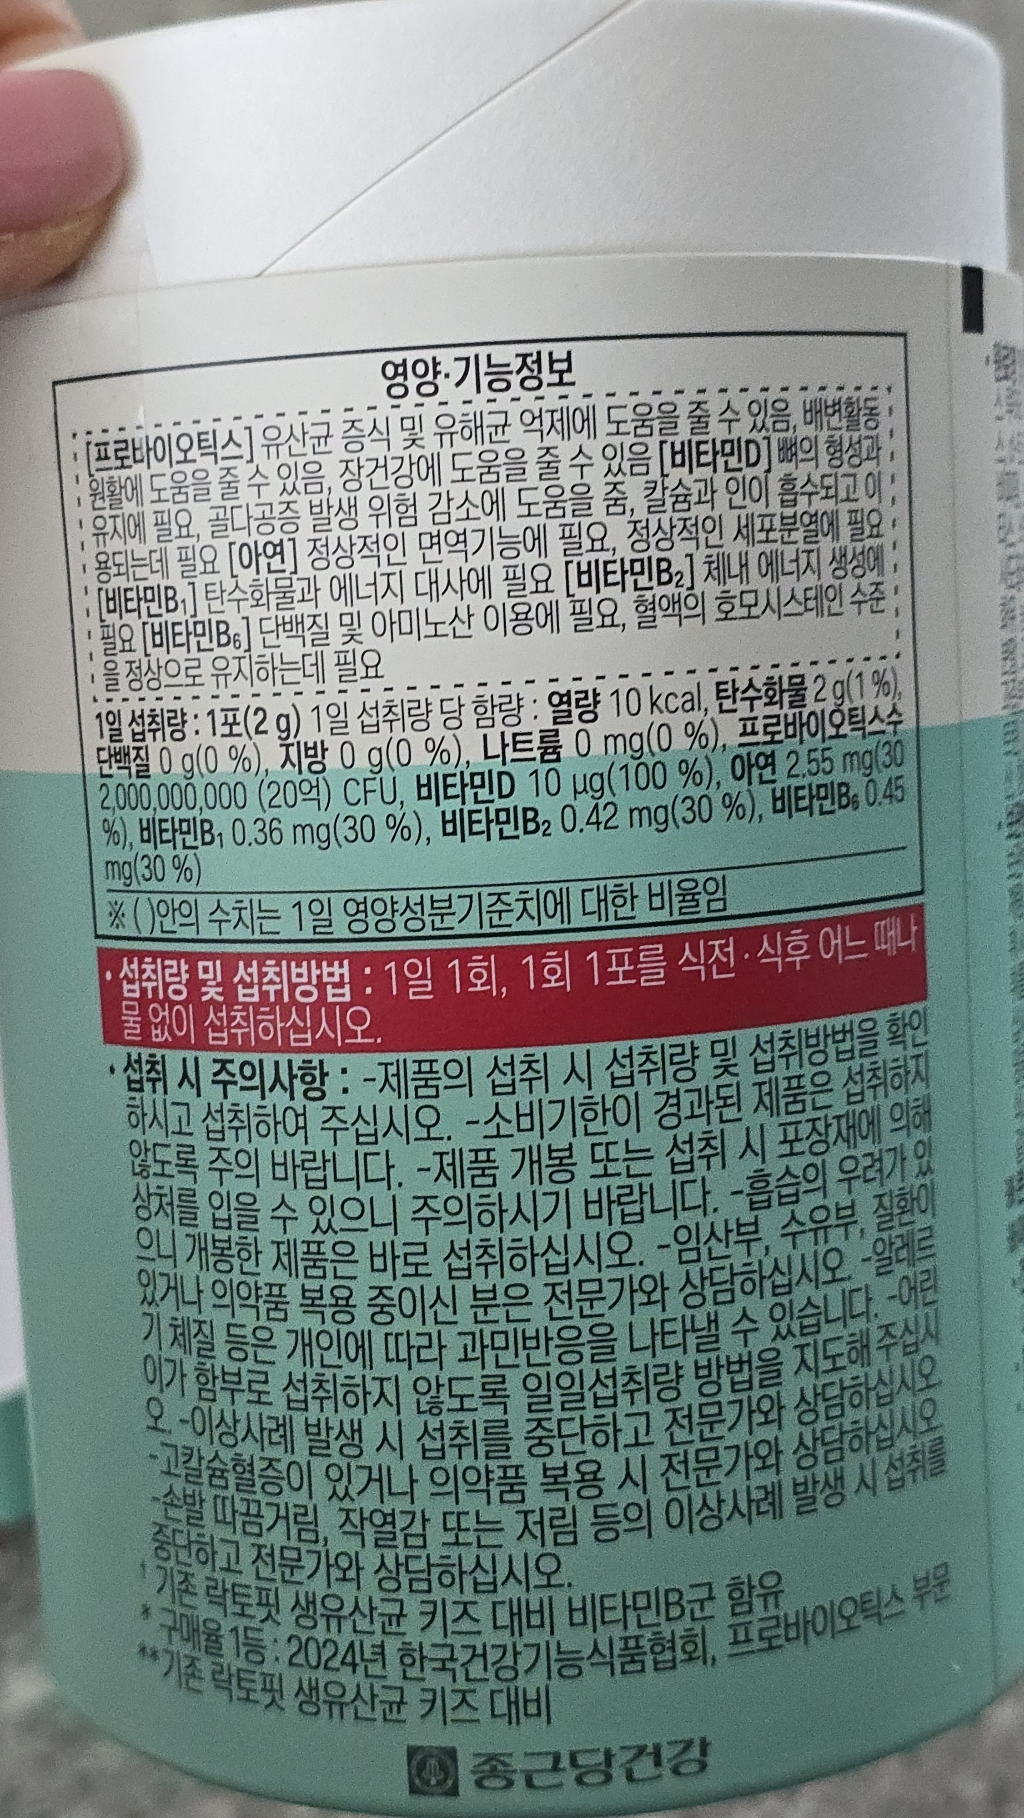 영양·기능정보
[프로바이오틱스] 유산균 증식 및 유해균 억제에 도움을 줄 수 있음, 배변활동
원활에 도움을 줄 수 있음, 장건강에 도움을 줄 수 있음 [비타민D] 뼈의 형성과
유지에 필요, 골다공증 발생 위험 감소에 도움을 줌, 칼슘과 인이 흡수되고 이
용되는데 필요 [아연] 정상적인 면역기능에 필요, 정상적인 세포분열에 필요
[비타민B₁] 탄수화물과 에너지 대사에 필요 [비타민B₂] 체내 에너지 생성에
필요 [비타민B₆] 단백질 및 아미노산 이용에 필요, 혈액의 호모시스테인 수준
을 정상으로 유지하는데 필요
1일 섭취량 : 1포(2 g) 1일 섭취량 당 함량 : 열량 10 kcal, 탄수화물 2 g(1 %),
단백질 0 g(0 %), 지방 0 g(0 %), 나트륨 0 mg(0 %), 프로바이오틱스수
2,000,000,000 (20억) CFU, 비타민D 10 µg(100 %), 아연 2.55 mg(30
%), 비타민B₁ 0.36 mg(30 %), 비타민B₂ 0.42 mg(30 %), 비타민B₆ 0.45
mg(30 %)
※ ( )안의 수치는 1일 영양성분기준치에 대한 비율임
• 섭취량 및 섭취방법 : 1일 1회, 1회 1포를 식전 · 식후 어느 때나
물 없이 섭취하십시오.
• 섭취 시 주의사항 : -제품의 섭취 시 섭취량 및 섭취방법을 확인
하시고 섭취하여 주십시오. -소비기한이 경과된 제품은 섭취하지
않도록 주의 바랍니다. -제품 개봉 또는 섭취 시 포장재에 의해
상처를 입을 수 있으니 주의하시기 바랍니다. -흡습의 우려가 있
으니 개봉한 제품은 바로 섭취하십시오. -임산부, 수유부, 질환이
있거나 의약품 복용 중이신 분은 전문가와 상담하십시오. -알레르
기 체질 등은 개인에 따라 과민반응을 나타낼 수 있습니다. -어린
이가 함부로 섭취하지 않도록 일일섭취량 방법을 지도해 주십시
오. -이상사례 발생 시 섭취를 중단하고 전문가와 상담하십시오.
-고칼슘혈증이 있거나 의약품 복용 시 전문가와 상담하십시오.
-손발 따끔거림, 작열감 또는 저림 등의 이상사례 발생 시 섭취를
중단하고 전문가와 상담하십시오.
† 기존 락토핏 생유산균 키즈 대비 비타민B군 함유
* 구매율 1등 : 2024년 한국건강기능식품협회, 프로바이오틱스 부문
**기존 락토핏 생유산균 키즈 대비
종근당건강